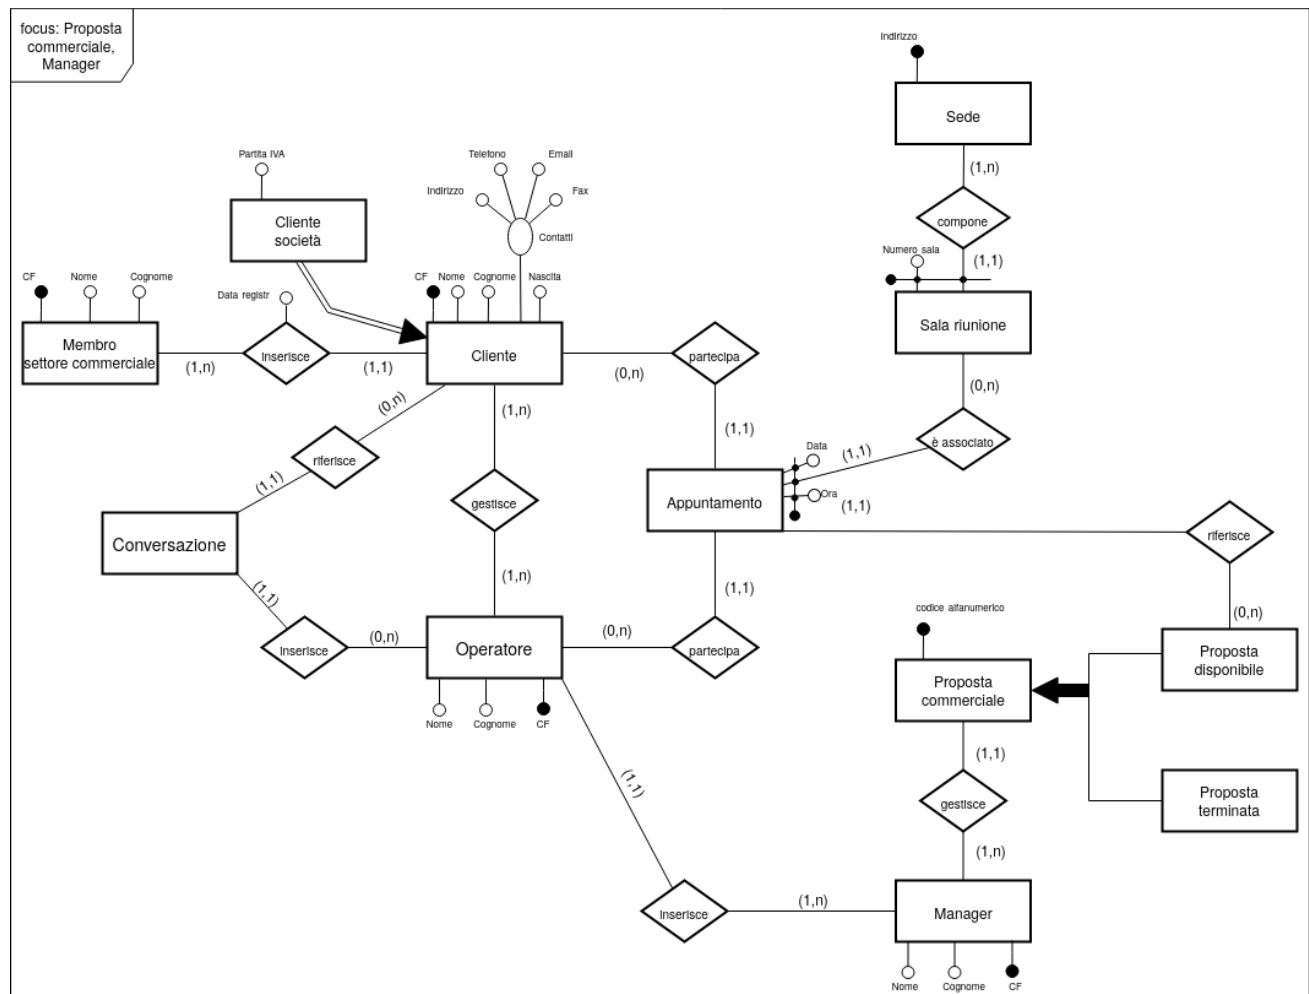 focus: Proposta
commerciale,
Manager
Indirizzo
Sede
(1,n)
compone
Numero sala
(1,1)
Sala riunione
(0,n)
è associato
(1,1)
Partita IVA
Cliente
società
Telefono
Email
Indirizzo
Fax
Contatti
CF
Nome
Cognome
Data registr
CF
Nome
Cognome
Nascita
Membro
settore commerciale
(1,n)
Inserisce
(1,1)
Cliente
(0,n)
partecipa
(1,1)
(0,n)
riferisce
(1,1)
(1,n)
gestisce
(1,n)
Conversazione
(1,1)
Inserisce
(0,n)
Data
Appuntamento
Ora
(1,1)
riferisce
(0,n)
(1,1)
Operatore
(0,n)
partecipa
Nome
Cognome
CF
codice alfanumerico
Proposta
commerciale
Proposta
disponibile
Proposta
terminata
(1,1)
gestisce
(1,n)
(1,1)
Inserisce
(1,n)
Manager
Nome
Cognome
CF